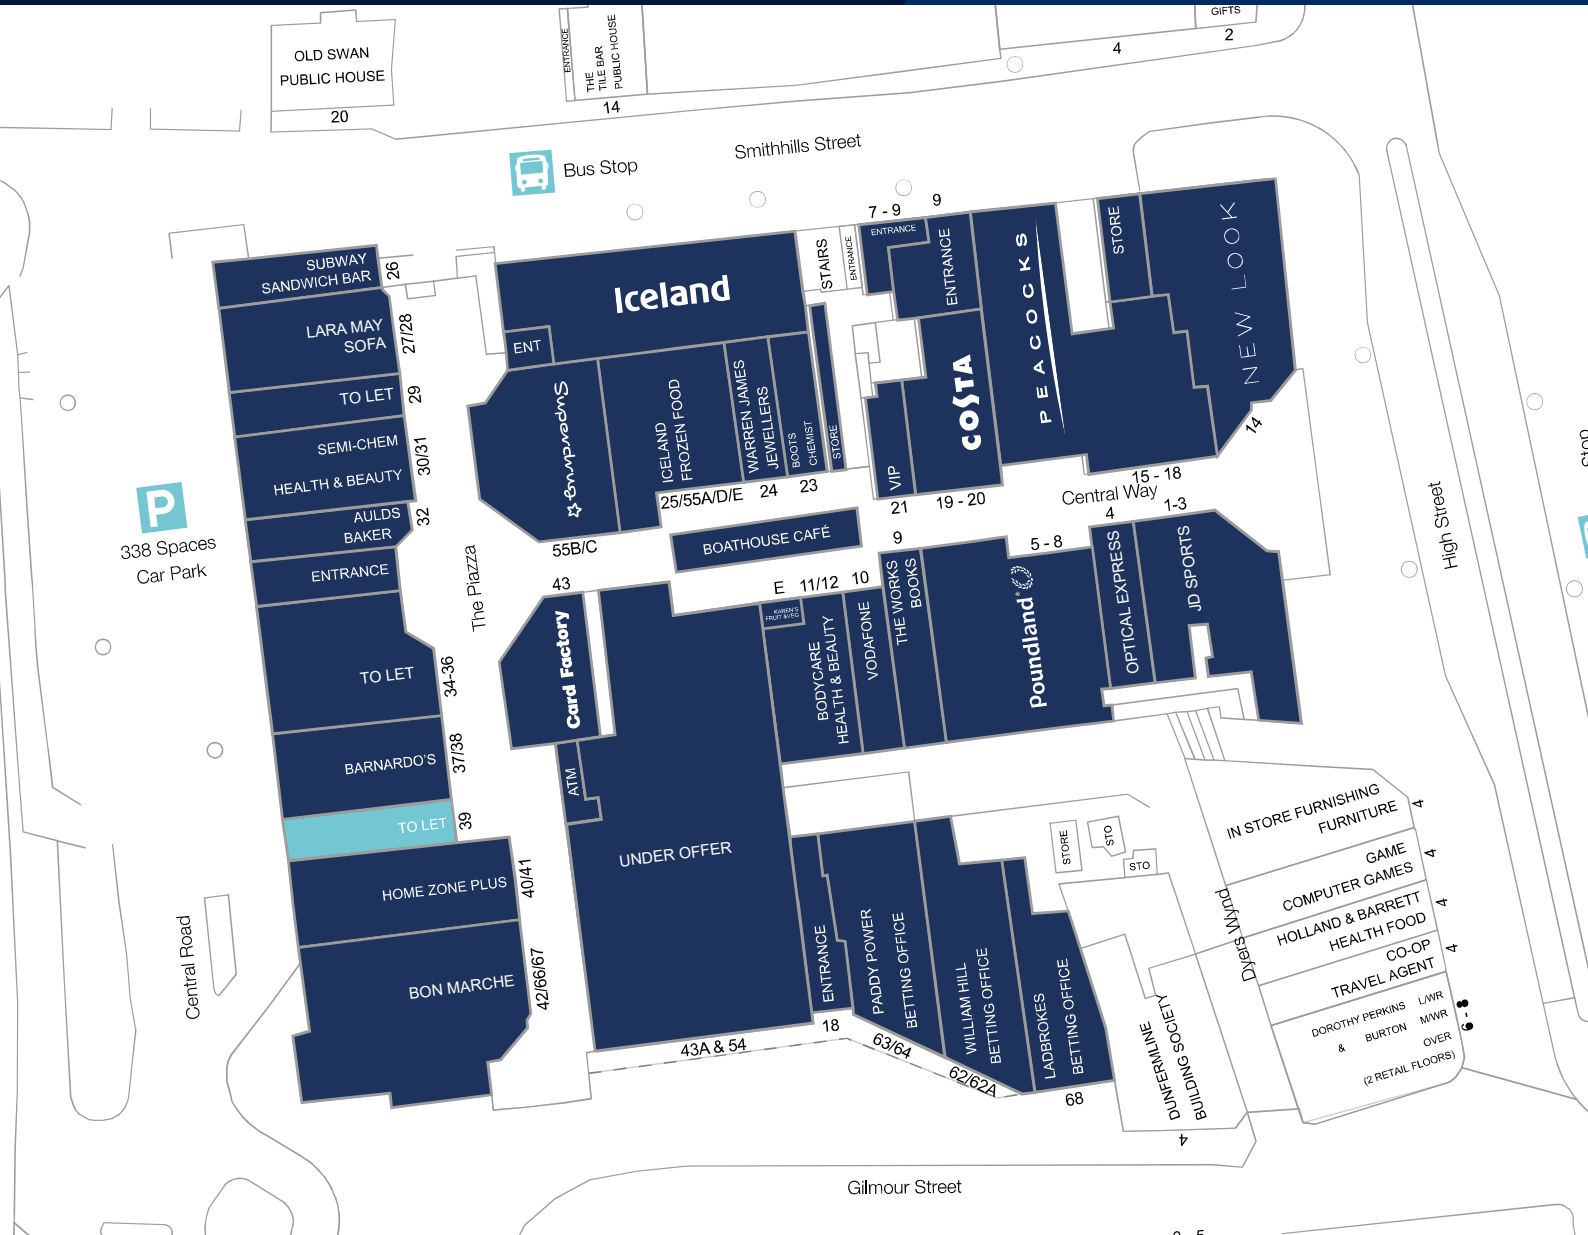 GIFTS
2
4
OLD SWAN
PUBLIC HOUSE
20
ENTRANCE
THE
TILE BAR
PUBLIC HOUSE
14
Smithhills Street
Bus Stop
7 - 9
9
SUBWAY
SANDWICH BAR
26
LARA MAY
SOFA
27/28
TO LET
29
SEMI-CHEM
HEALTH & BEAUTY
30/31
AULDS
BAKER
32
ENTRANCE
TO LET
34-36
BARNARDO'S
37/38
TO LET
39
HOME ZONE PLUS
40/41
BON MARCHE
42/66/67
P
338 Spaces
Car Park
Central Road
The Piazza
Iceland
ENT
STAIRS
ENTRANCE
ENTRANCE
ENTRANCE
PEACOCKS
STORE
NEW LOOK
14
Superdrug
ICELAND
FROZEN FOOD
WARREN JAMES
JEWELLERS
BOOTS
CHEMIST
STORE
VIP
COSTA
55B/C
25/55A/D/E
24
23
21
19 - 20
15 - 18
Central Way
BOATHOUSE CAFÉ
43
E
11/12
10
9
5 - 8
4
1-3
Card Factory
KAREN'S
FRUIT & VEG
BODYCARE
HEALTH & BEAUTY
VODAFONE
THE WORKS
BOOKS
Poundland
OPTICAL EXPRESS
JD SPORTS
High Street
Stop
ATM
UNDER OFFER
43A & 54
ENTRANCE
18
PADDY POWER
BETTING OFFICE
63/64
WILLIAM HILL
BETTING OFFICE
62/62A
LADBROKES
BETTING OFFICE
68
STORE
STO
STO
DUNFERMLINE
BUILDING SOCIETY
4
Dyers Wynd
IN STORE FURNISHING
FURNITURE
4
GAME
COMPUTER GAMES
4
HOLLAND & BARRETT
HEALTH FOOD
4
CO-OP
TRAVEL AGENT
4
DOROTHY PERKINS L/WR
& BURTON M/WR
OVER
(2 RETAIL FLOORS)
6 - 8
Gilmour Street